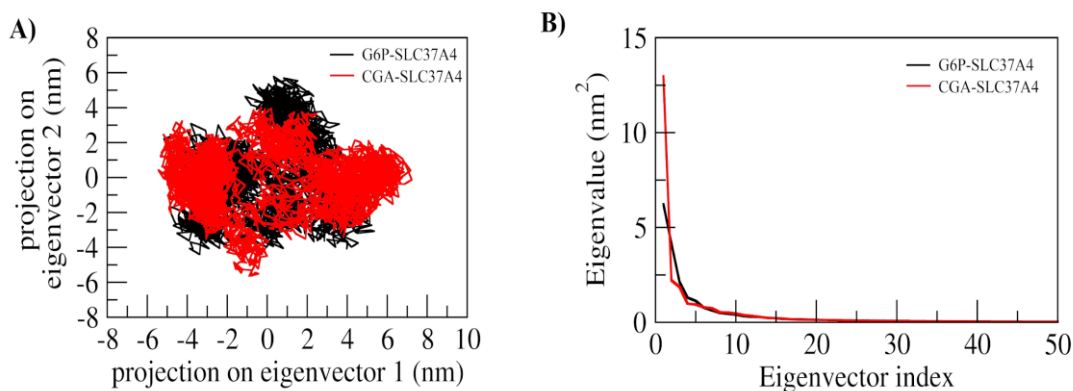 A)
8
6
4
2
0
-2
-4
-6
-8
-8 -6 -4 -2 0 2 4 6 8 10
projection on
eigenvector 2 (nm)
projection on eigenvector 1 (nm)
G6P-SLC37A4
CGA-SLC37A4
B)
15
10
5
0
0 10 20 30 40 50
Eigenvalue (nm²)
Eigenvector index
G6P-SLC37A4
CGA-SLC37A4